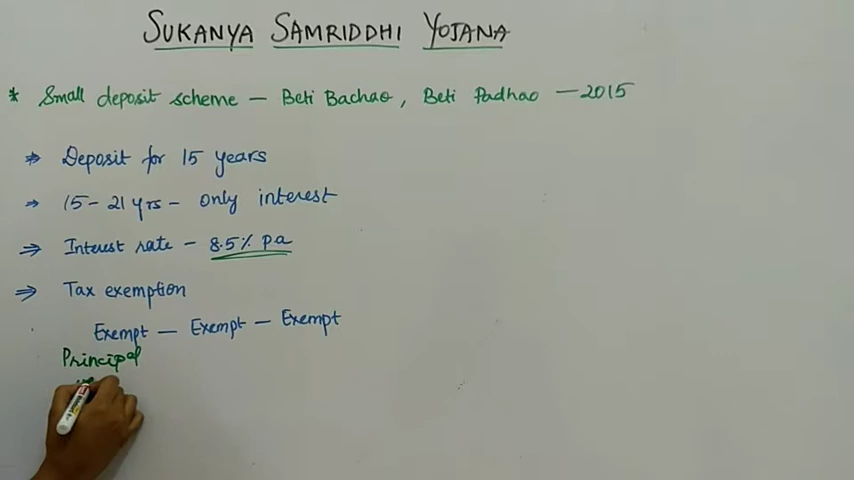 SUKANYA SAMRIDDHI YOJANA
* Small deposit scheme — Beti Bachao, Beti Padhao — 2015
⇒ Deposit for 15 years
⇒ 15 - 21 yrs - only interest
⇒ Interest rate - 8.5% p.a
⇒ Tax exemption
Exempt — Exempt — Exempt
Principal